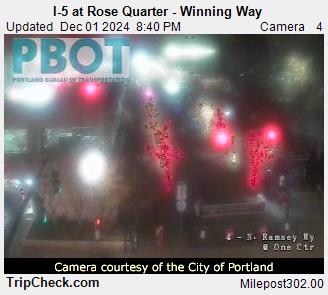 I-5 at Rose Quarter - Winning Way
Updated Dec 01 2024 8:40 PM Camera 4
PBOT
PORTLAND BUREAU OF TRANSPORTATION
4 - N. Ramsey Wy
@ One Ctr
Camera courtesy of the City of Portland
TripCheck.com Milepost302.00